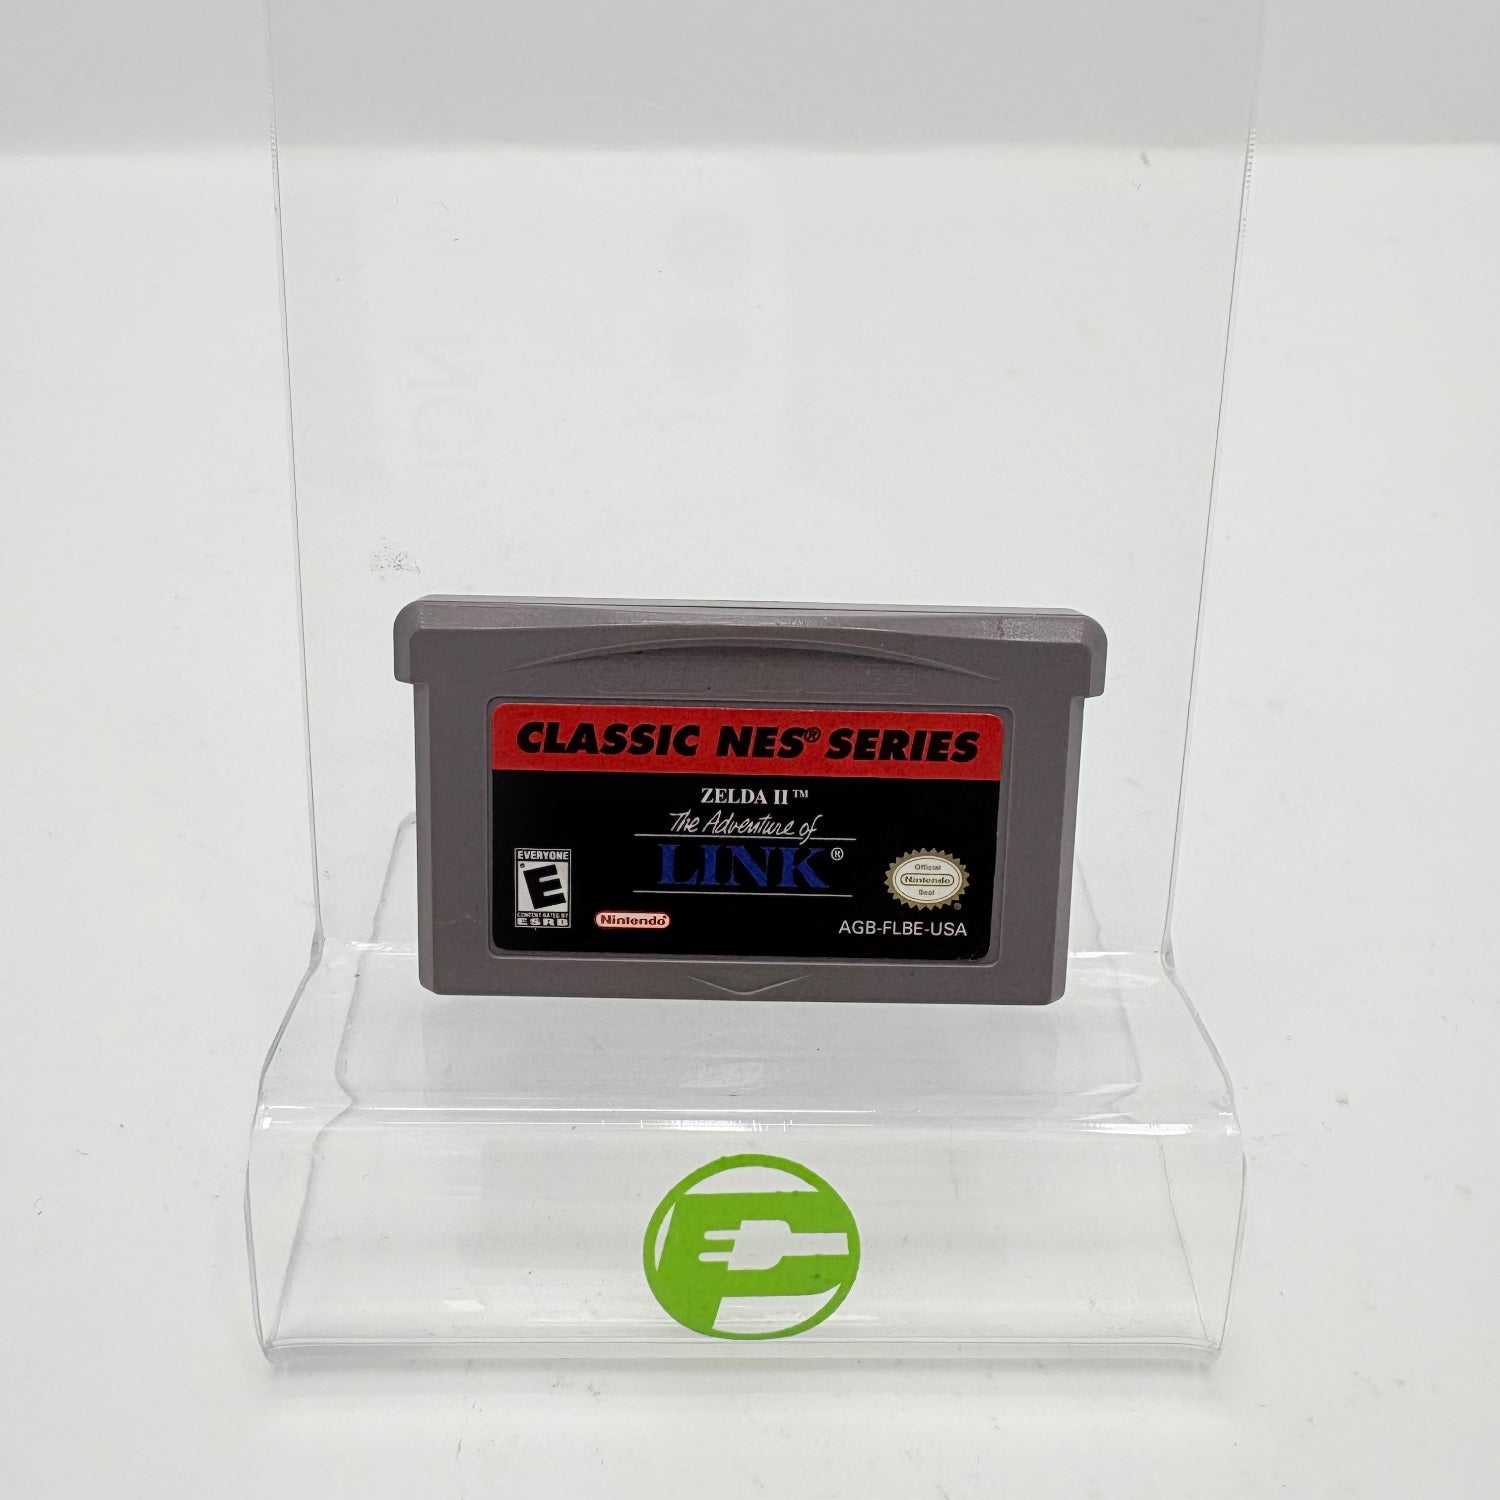 CLASSIC NES® SERIES
ZELDA II™
The Adventure of
LINK®
EVERYONE
E
CONTENT RATED BY
ESRB
Nintendo®
Official
Nintendo
Seal
AGB-FLBE-USA